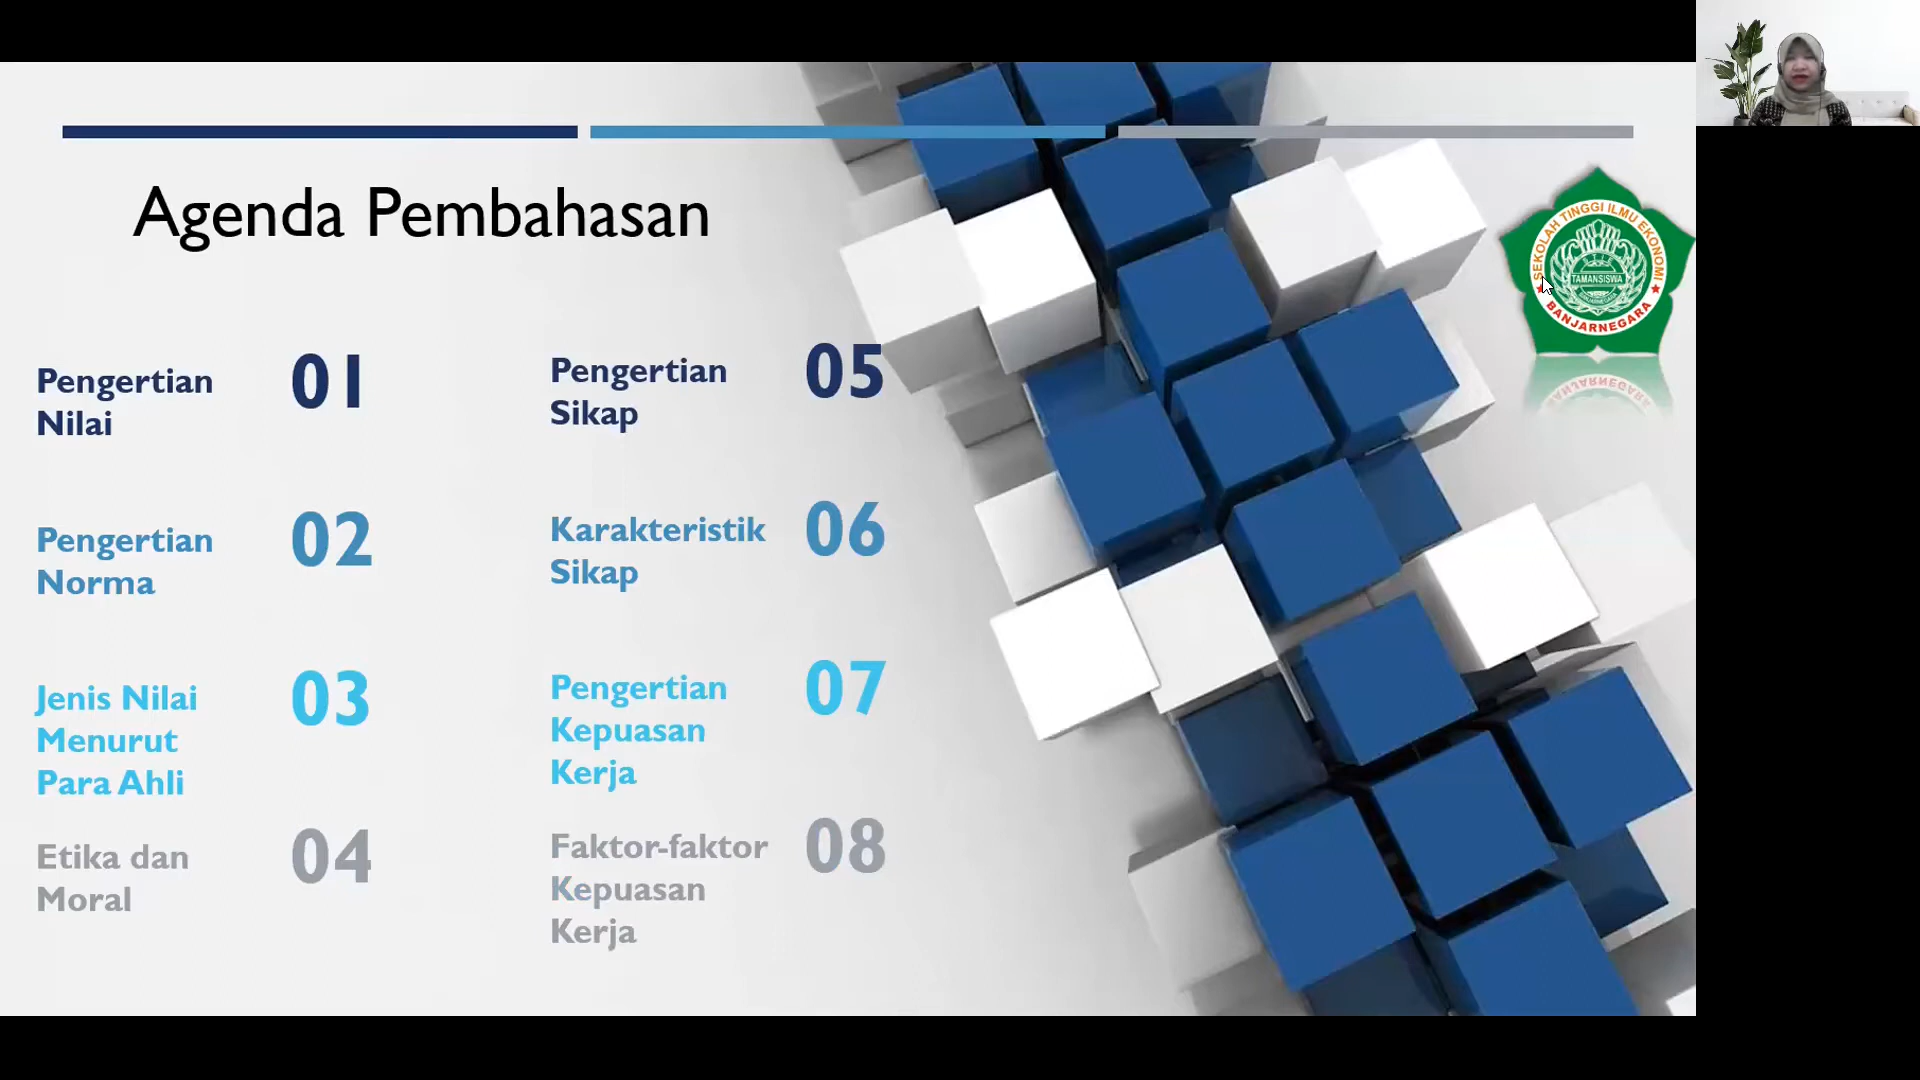 Agenda Pembahasan
Pengertian
Nilai
01
Pengertian
Norma
02
Jenis Nilai
Menurut
Para Ahli
03
Etika dan
Moral
04
Pengertian
Sikap
05
Karakteristik
Sikap
06
Pengertian
Kepuasan
Kerja
07
Faktor-faktor
Kepuasan
Kerja
08
SEKOLAH TINGGI ILMU EKONOMI
TAMANSISWA
BANJARNEGARA